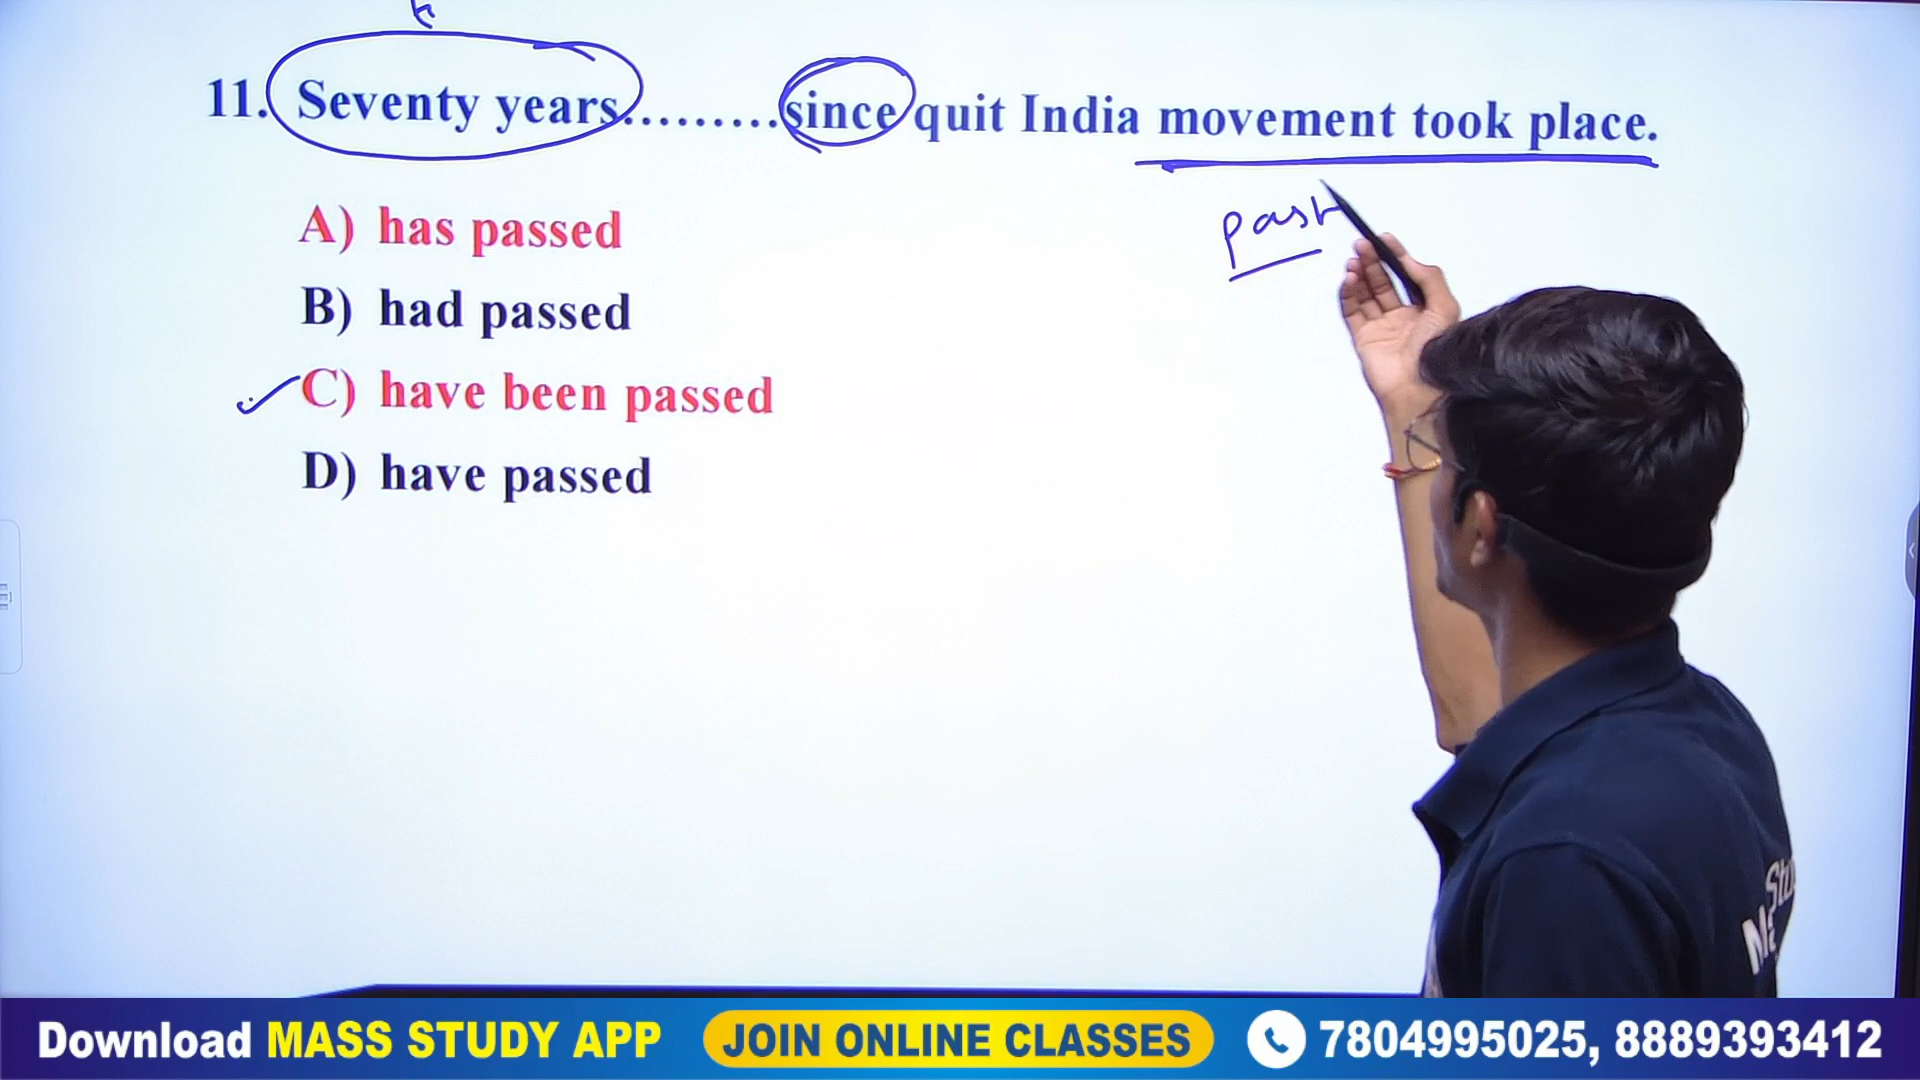 11. Seventy years.........since quit India movement took place.
past
A) has passed
B) had passed
C) have been passed
D) have passed
Download MASS STUDY APP JOIN ONLINE CLASSES 7804995025, 8889393412